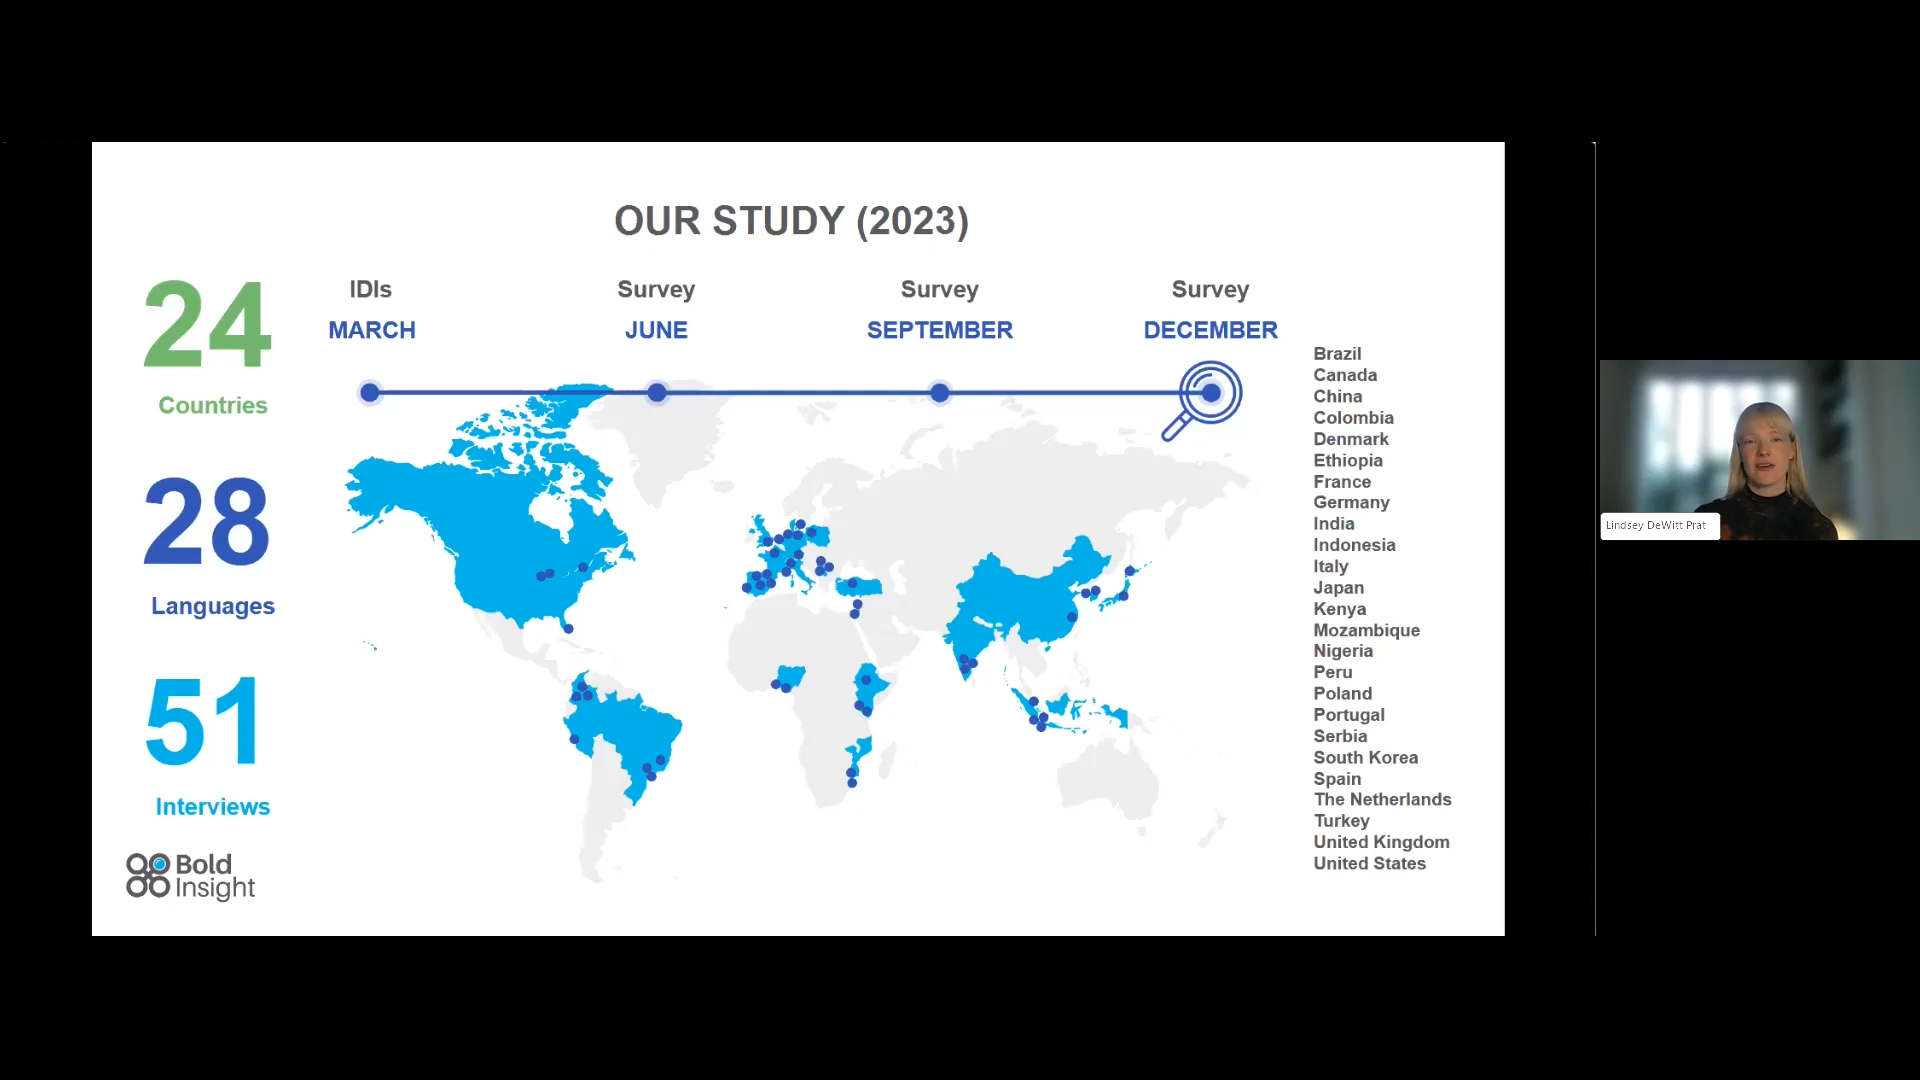 OUR STUDY (2023)
24
Countries
28
Languages
51
Interviews
IDIs
MARCH
Survey
JUNE
Survey
SEPTEMBER
Survey
DECEMBER
Brazil
Canada
China
Colombia
Denmark
Ethiopia
France
Germany
India
Indonesia
Italy
Japan
Kenya
Mozambique
Nigeria
Peru
Poland
Portugal
Serbia
South Korea
Spain
The Netherlands
Turkey
United Kingdom
United States
Bold
Insight
Lindsey DeWitt Prat